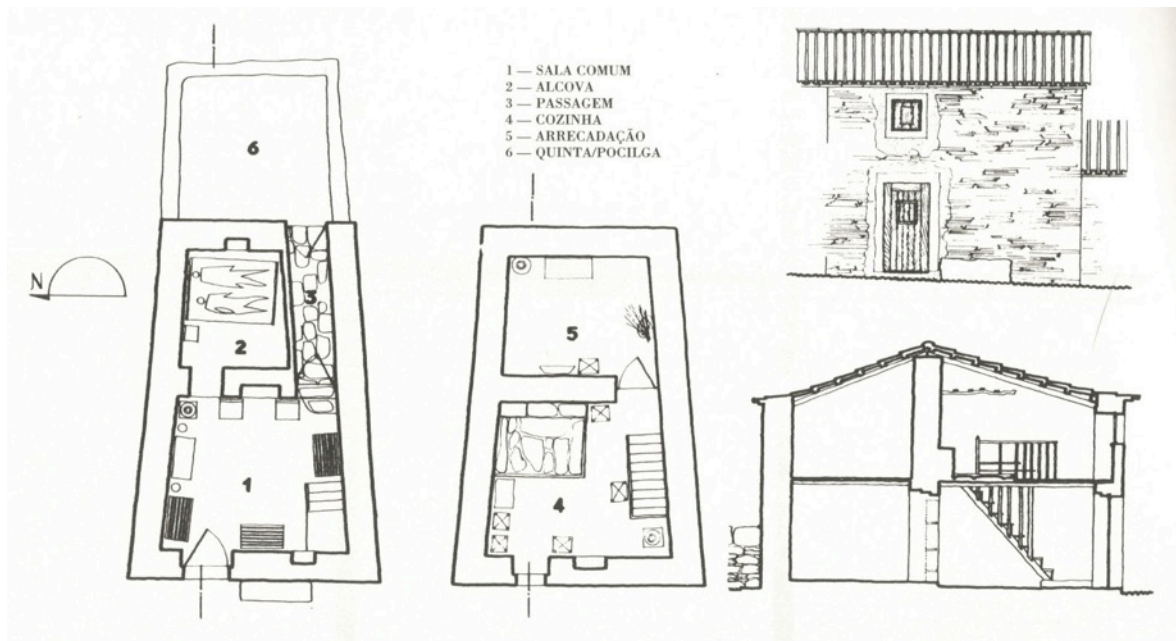 1 — SALA COMUM
2 — ALCOVA
3 — PASSAGEM
4 — COZINHA
5 — ARRECADAÇÃO
6 — QUINTA/POCILGA
6
N
3
2
1
5
4